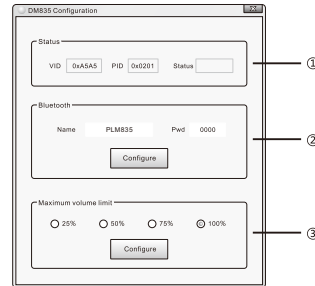 DM835 Configuration
Status
VID 0xA5A5 PID 0x0201 Status
①
Bluetooth
Name PLM835 Pwd 0000
②
Configure
Maximum volume limit
25% 50% 75% 100%
③
Configure